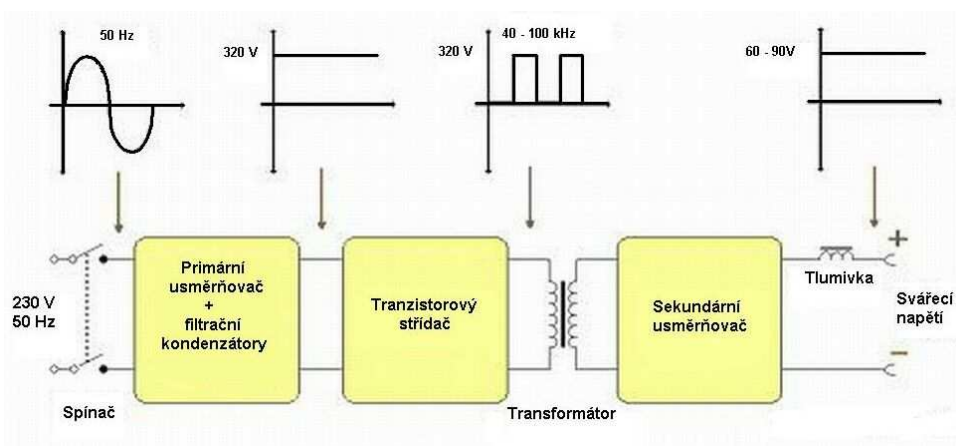 50 Hz
320 V
40 - 100 kHz
320 V
60 - 90V
230 V
50 Hz
Spínač
Primární
usměrňovač
+
filtrační
kondenzátory
Tranzistorový
střídač
Transformátor
Sekundární
usměrňovač
Tlumivka
+
Svářecí
napětí
−